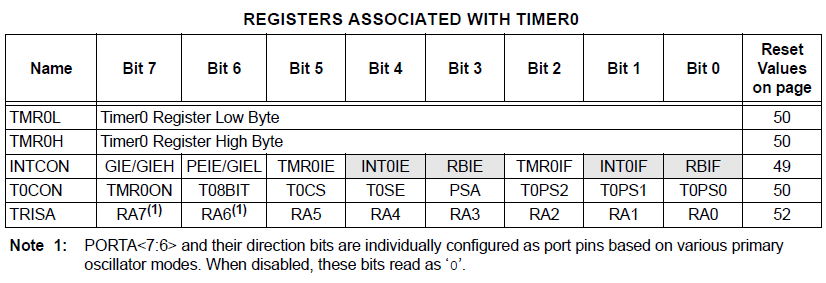 REGISTERS ASSOCIATED WITH TIMER0
Name Bit 7 Bit 6 Bit 5 Bit 4 Bit 3 Bit 2 Bit 1 Bit 0 Reset Values on page
TMR0L Timer0 Register Low Byte 50
TMR0H Timer0 Register High Byte 50
INTCON GIE/GIEH PEIE/GIEL TMR0IE INT0IE RBIE TMR0IF INT0IF RBIF 49
T0CON TMR0ON T08BIT T0CS T0SE PSA T0PS2 T0PS1 T0PS0 50
TRISA RA7(1) RA6(1) RA5 RA4 RA3 RA2 RA1 RA0 52
Note 1: PORTA<7:6> and their direction bits are individually configured as port pins based on various primary
oscillator modes. When disabled, these bits read as ‘0’.